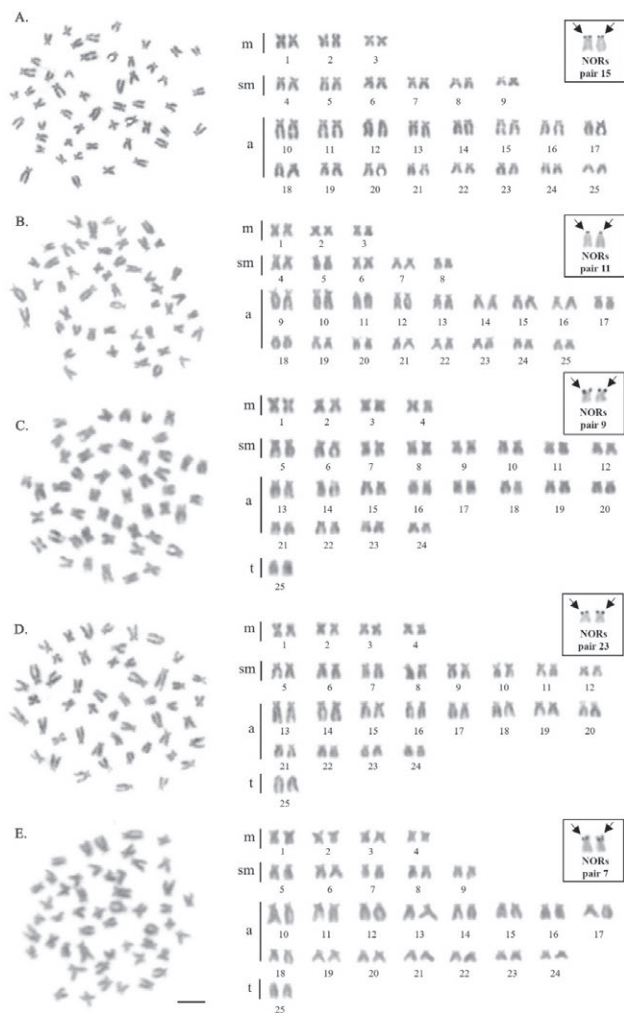 A.
m
1 2 3
NORs
pair 15
sm
4 5 6 7 8 9
a
10 11 12 13 14 15 16 17
18 19 20 21 22 23 24 25
B.
m
1 2 3
NORs
pair 11
sm
4 5 6 7 8
a
9 10 11 12 13 14 15 16 17
18 19 20 21 22 23 24 25
C.
m
1 2 3 4
NORs
pair 9
sm
5 6 7 8 9 10 11 12
a
13 14 15 16 17 18 19 20
21 22 23 24
t
25
D.
m
1 2 3 4
NORs
pair 23
sm
5 6 7 8 9 10 11 12
a
13 14 15 16 17 18 19 20
21 22 23 24
t
25
E.
m
1 2 3 4
NORs
pair 7
sm
5 6 7 8 9
a
10 11 12 13 14 15 16 17
18 19 20 21 22 23 24
t
25